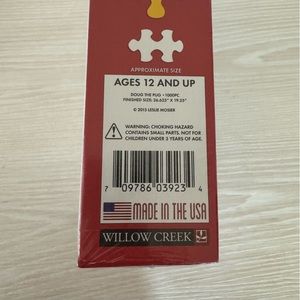 APPROXIMATE SIZE
AGES 12 AND UP
DOUG THE PUG • 1000PC
FINISHED SIZE: 26.625" X 19.25"
© 2015 LESLIE MOSIER
WARNING: CHOKING HAZARD
CONTAINS SMALL PARTS. NOT FOR
CHILDREN UNDER 3 YEARS OF AGE.
7 09786 03923 4
MADE IN THE USA
WILLOW CREEK